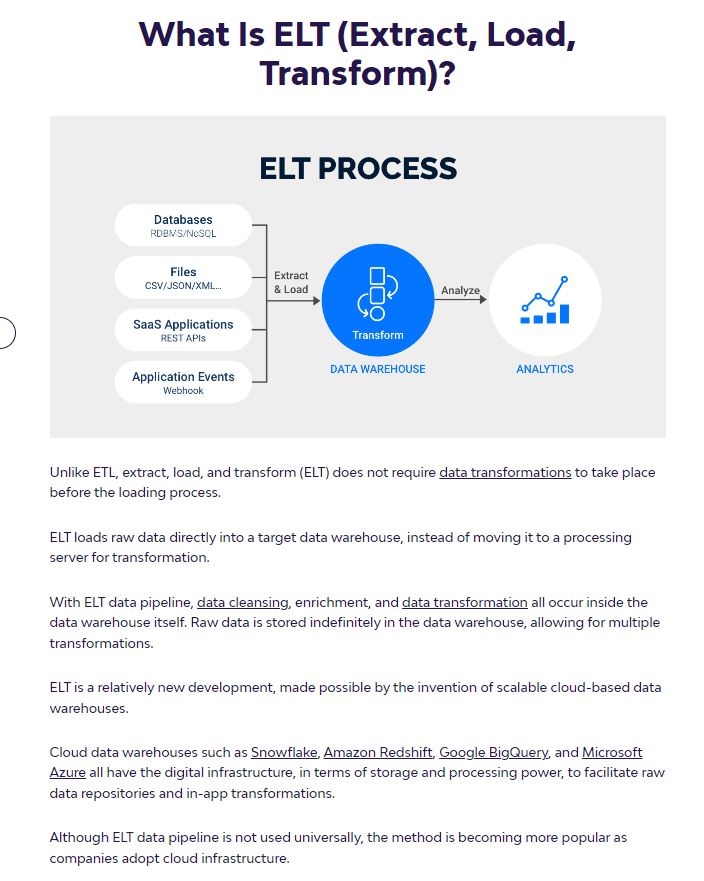 What Is ELT (Extract, Load,
Transform)?
ELT PROCESS
Databases
RDBMS/NoSQL
Files
CSV/JSON/XML...
SaaS Applications
REST APIs
Application Events
Webhook
Extract
& Load
Transform
DATA WAREHOUSE
Analyze
ANALYTICS
Unlike ETL, extract, load, and transform (ELT) does not require data transformations to take place
before the loading process.
ELT loads raw data directly into a target data warehouse, instead of moving it to a processing
server for transformation.
With ELT data pipeline, data cleansing, enrichment, and data transformation all occur inside the
data warehouse itself. Raw data is stored indefinitely in the data warehouse, allowing for multiple
transformations.
ELT is a relatively new development, made possible by the invention of scalable cloud-based data
warehouses.
Cloud data warehouses such as Snowflake, Amazon Redshift, Google BigQuery, and Microsoft
Azure all have the digital infrastructure, in terms of storage and processing power, to facilitate raw
data repositories and in-app transformations.
Although ELT data pipeline is not used universally, the method is becoming more popular as
companies adopt cloud infrastructure.